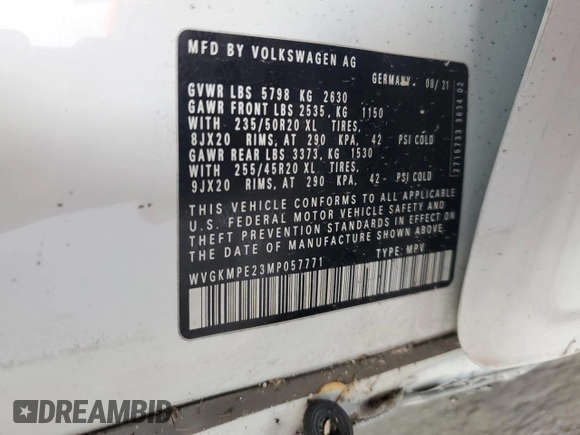 MFD BY VOLKSWAGEN AG
GERMANY 08/21
GVWR LBS 5798 KG 2630
GAWR FRONT LBS 2535, KG 1150
WITH 235/50R20 XL TIRES,
8JX20 RIMS, AT 290 KPA, 42 PSI COLD
GAWR REAR LBS 3373, KG 1530
WITH 255/45R20 XL TIRES,
9JX20 RIMS, AT 290 KPA, 42 PSI COLD
THIS VEHICLE CONFORMS TO ALL APPLICABLE
U.S. FEDERAL MOTOR VEHICLE SAFETY AND
THEFT PREVENTION STANDARDS IN EFFECT ON
THE DATE OF MANUFACTURE SHOWN ABOVE.
WVGKMPE23MP057771 TYPE: MPV
2716733 3634 02
DREAMBID